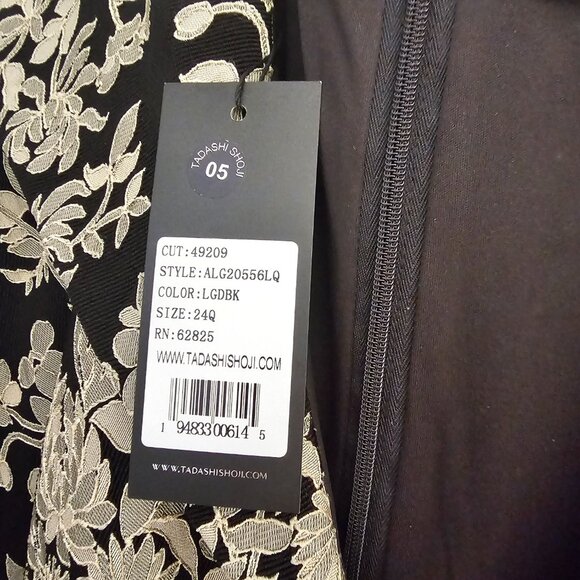 TADASHI SHOJI
05
CUT:49209
STYLE:ALG20556LQ
COLOR:LGDBK
SIZE:24Q
RN:62825
WWW.TADASHISHOJI.COM
1 94833 00614 5
WWW.TADASHISHOJI.COM